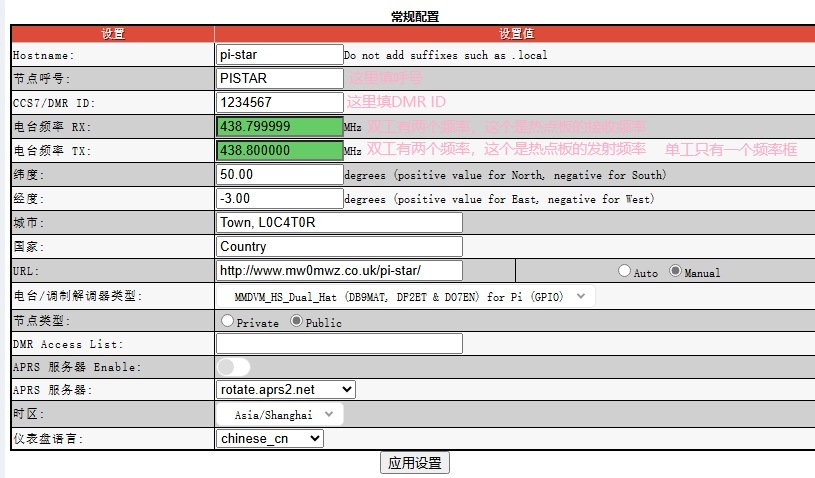 常规配置
设置 设置值
Hostname: pi-star Do not add suffixes such as .local
节点呼号: PISTAR 这里填呼号
CCS7/DMR ID: 1234567 这里填DMR ID
电台频率 RX: 438.799999 MHz 双工有两个频率，这个是热点板的接收频率
电台频率 TX: 438.800000 MHz 双工有两个频率，这个是热点板的发射频率 单工只有一个频率框
纬度: 50.00 degrees (positive value for North, negative for South)
经度: -3.00 degrees (positive value for East, negative for West)
城市: Town, L0C4T0R
国家: Country
URL: http://www.mw0mwz.co.uk/pi-star/ Auto Manual
电台/调制解调器类型: MMDVM_HS_Dual_Hat (DB9MAT, DF2ET & DO7EN) for Pi (GPIO)
节点类型: Private Public
DMR Access List:
APRS 服务器 Enable:
APRS 服务器: rotate.aprs2.net
时区: Asia/Shanghai
仪表盘语言: chinese_cn
应用设置